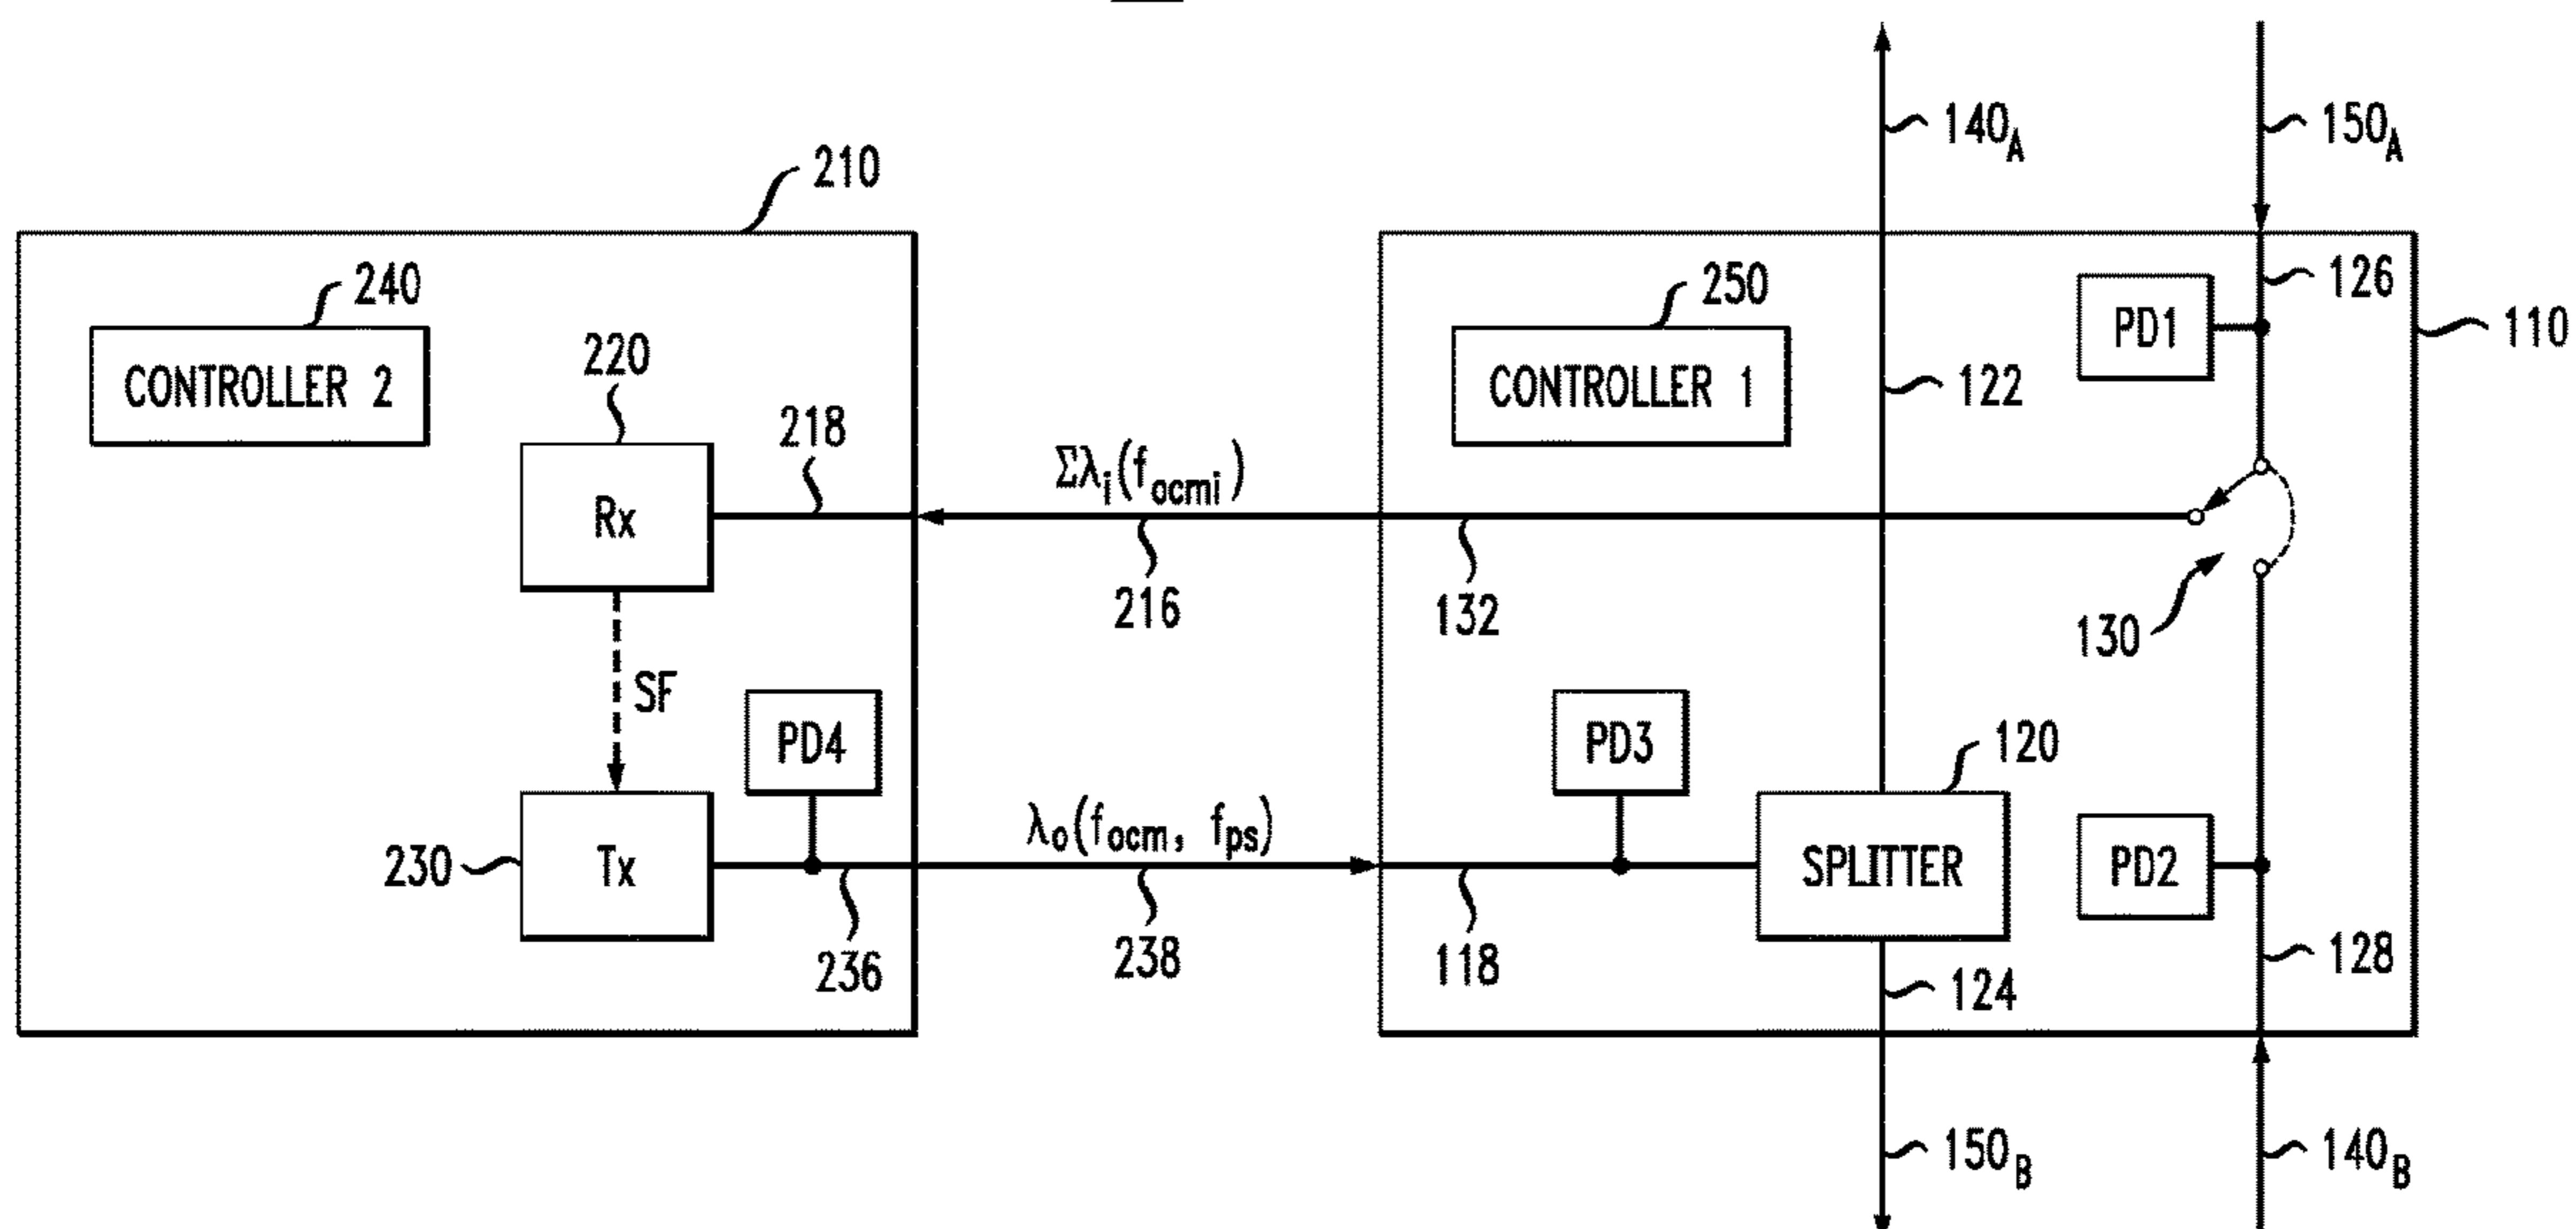 140A
150A
210
240
CONTROLLER 2
220
Rx
218
SF
PD4
230
Tx
236
Σλi(focmi)
216
λo(focm, fps)
238
250
CONTROLLER 1
122
PD1
126
110
132
130
PD3
120
SPLITTER
118
124
PD2
128
150B
140B